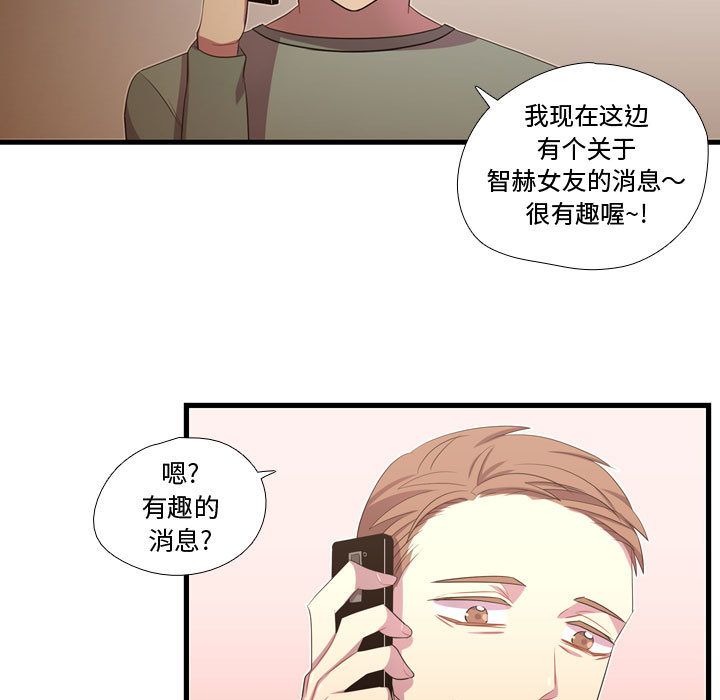 我现在这边
有个关于
智赫女友的消息～
很有趣喔~!
嗯?
有趣的
消息?